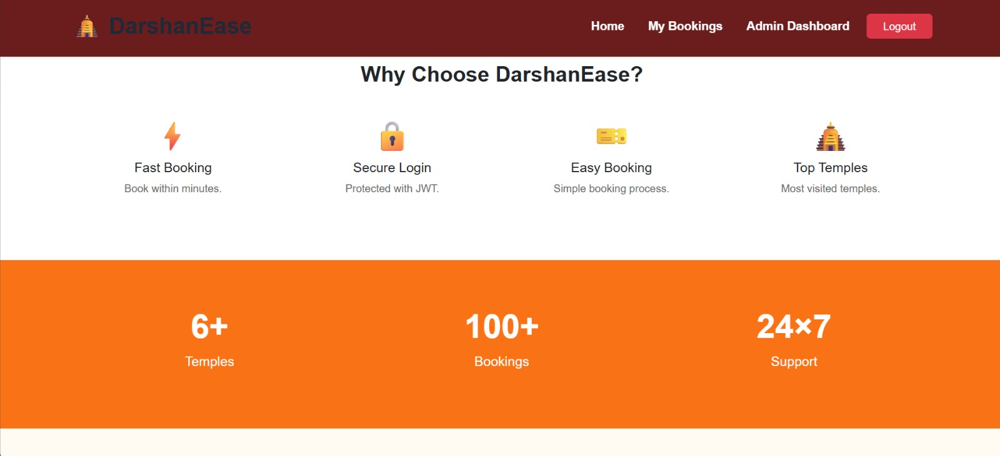 DarshanEase
Home
My Bookings
Admin Dashboard
Logout
Why Choose DarshanEase?
Fast Booking
Book within minutes.
Secure Login
Protected with JWT.
Easy Booking
Simple booking process.
Top Temples
Most visited temples.
6+
Temples
100+
Bookings
24×7
Support